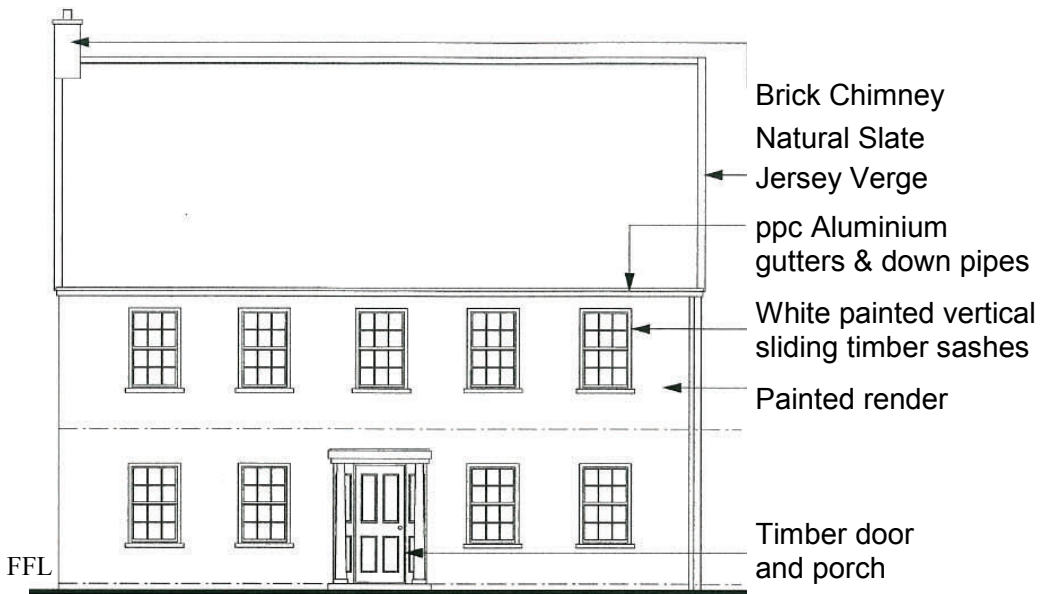 Brick Chimney
Natural Slate
Jersey Verge
ppc Aluminium
gutters & down pipes
White painted vertical
sliding timber sashes
Painted render
Timber door
and porch
FFL